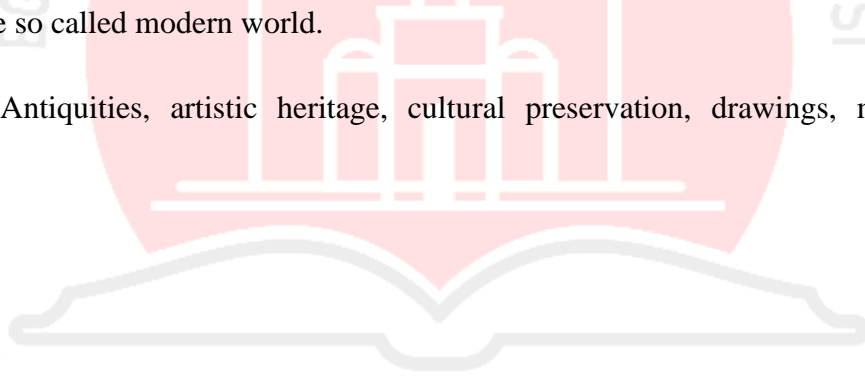 so called modern world.
Antiquities, artistic heritage, cultural preservation, drawings,